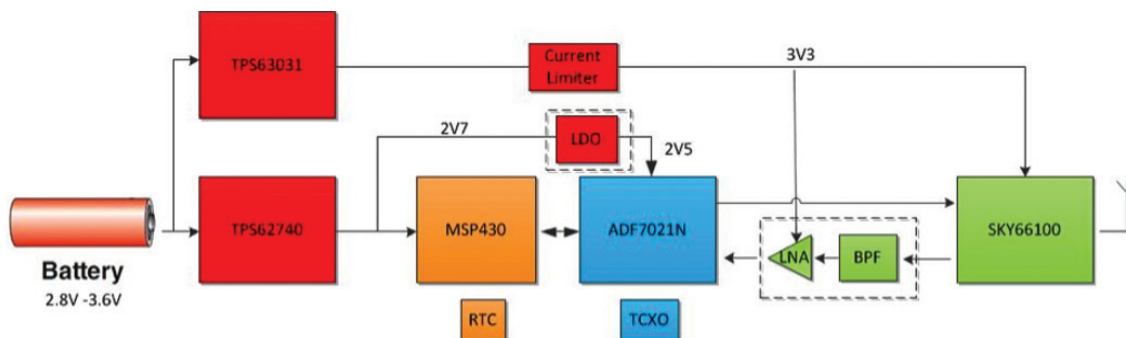 TPS63031
Current
Limiter
3V3
2V7
LDO
2V5
TPS62740
MSP430
ADF7021N
LNA
BPF
SKY66100
Battery
2.8V -3.6V
RTC
TCXO